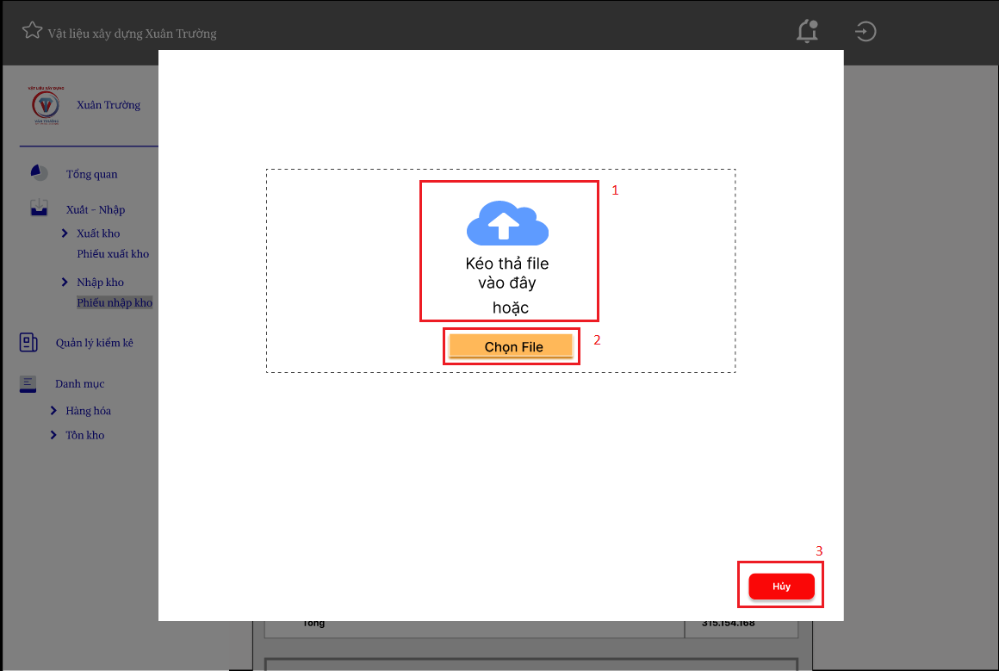 Vật liệu xây dựng Xuân Trường
VẬT LIỆU XÂY DỰNG
Xuân Trường
Tổng quan
Xuất - Nhập
Xuất kho
Phiếu xuất kho
Nhập kho
Phiếu nhập kho
Quản lý kiểm kê
Danh mục
Hàng hóa
Tồn kho
1
Kéo thả file
vào đây
hoặc
2
Chọn File
3
Hủy
Tổng
315.154.168